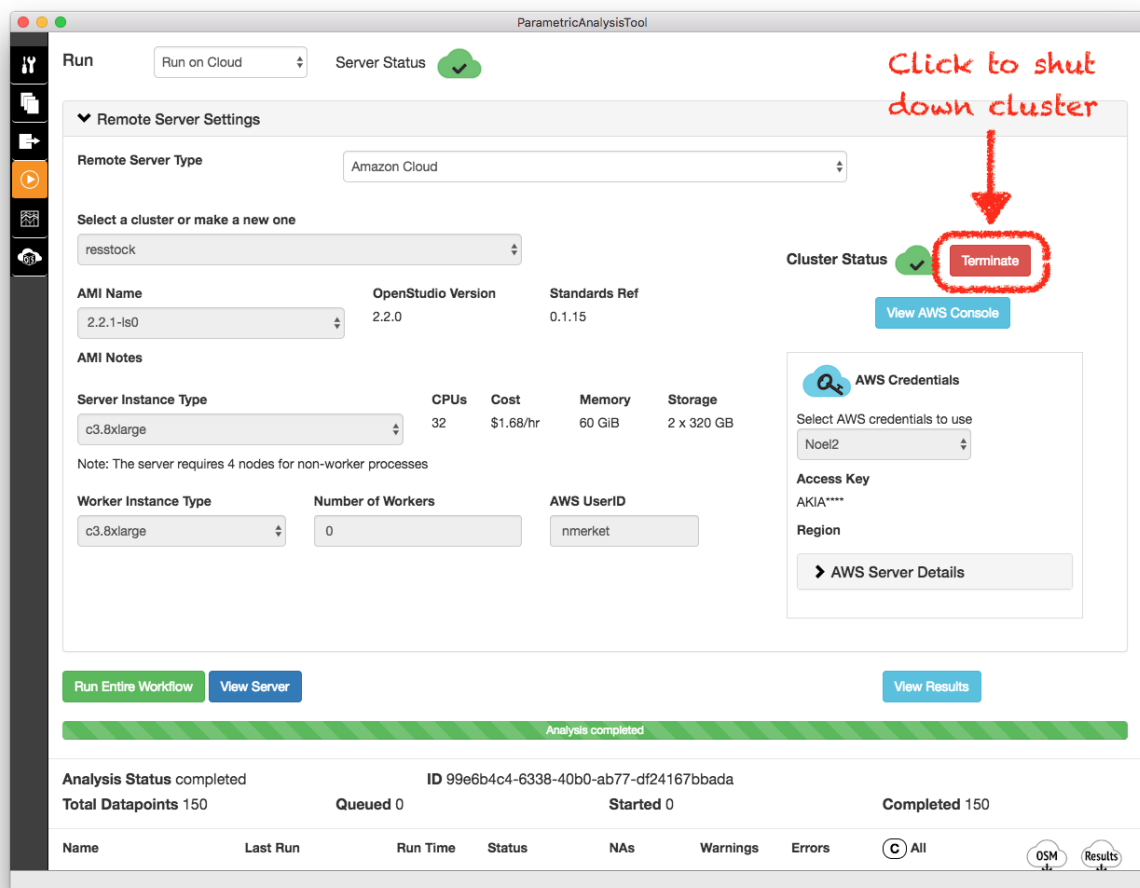 ParametricAnalysisTool
Run
Run on Cloud
Server Status
Click to shut
down cluster
Remote Server Settings
Remote Server Type
Amazon Cloud
Select a cluster or make a new one
resstock
Cluster Status
Terminate
View AWS Console
AMI Name
OpenStudio Version
Standards Ref
2.2.1-ls0
2.2.0
0.1.15
AMI Notes
Server Instance Type
CPUs
Cost
Memory
Storage
c3.8xlarge
32
$1.68/hr
60 GiB
2 x 320 GB
Note: The server requires 4 nodes for non-worker processes
Worker Instance Type
Number of Workers
AWS UserID
c3.8xlarge
0
nmerket
AWS Credentials
Select AWS credentials to use
Noel2
Access Key
AKIA****
Region
AWS Server Details
Run Entire Workflow
View Server
View Results
Analysis completed
Analysis Status completed
ID 99e6b4c4-6338-40b0-ab77-df24167bbada
Total Datapoints 150
Queued 0
Started 0
Completed 150
Name
Last Run
Run Time
Status
NAs
Warnings
Errors
C All
OSM
Results